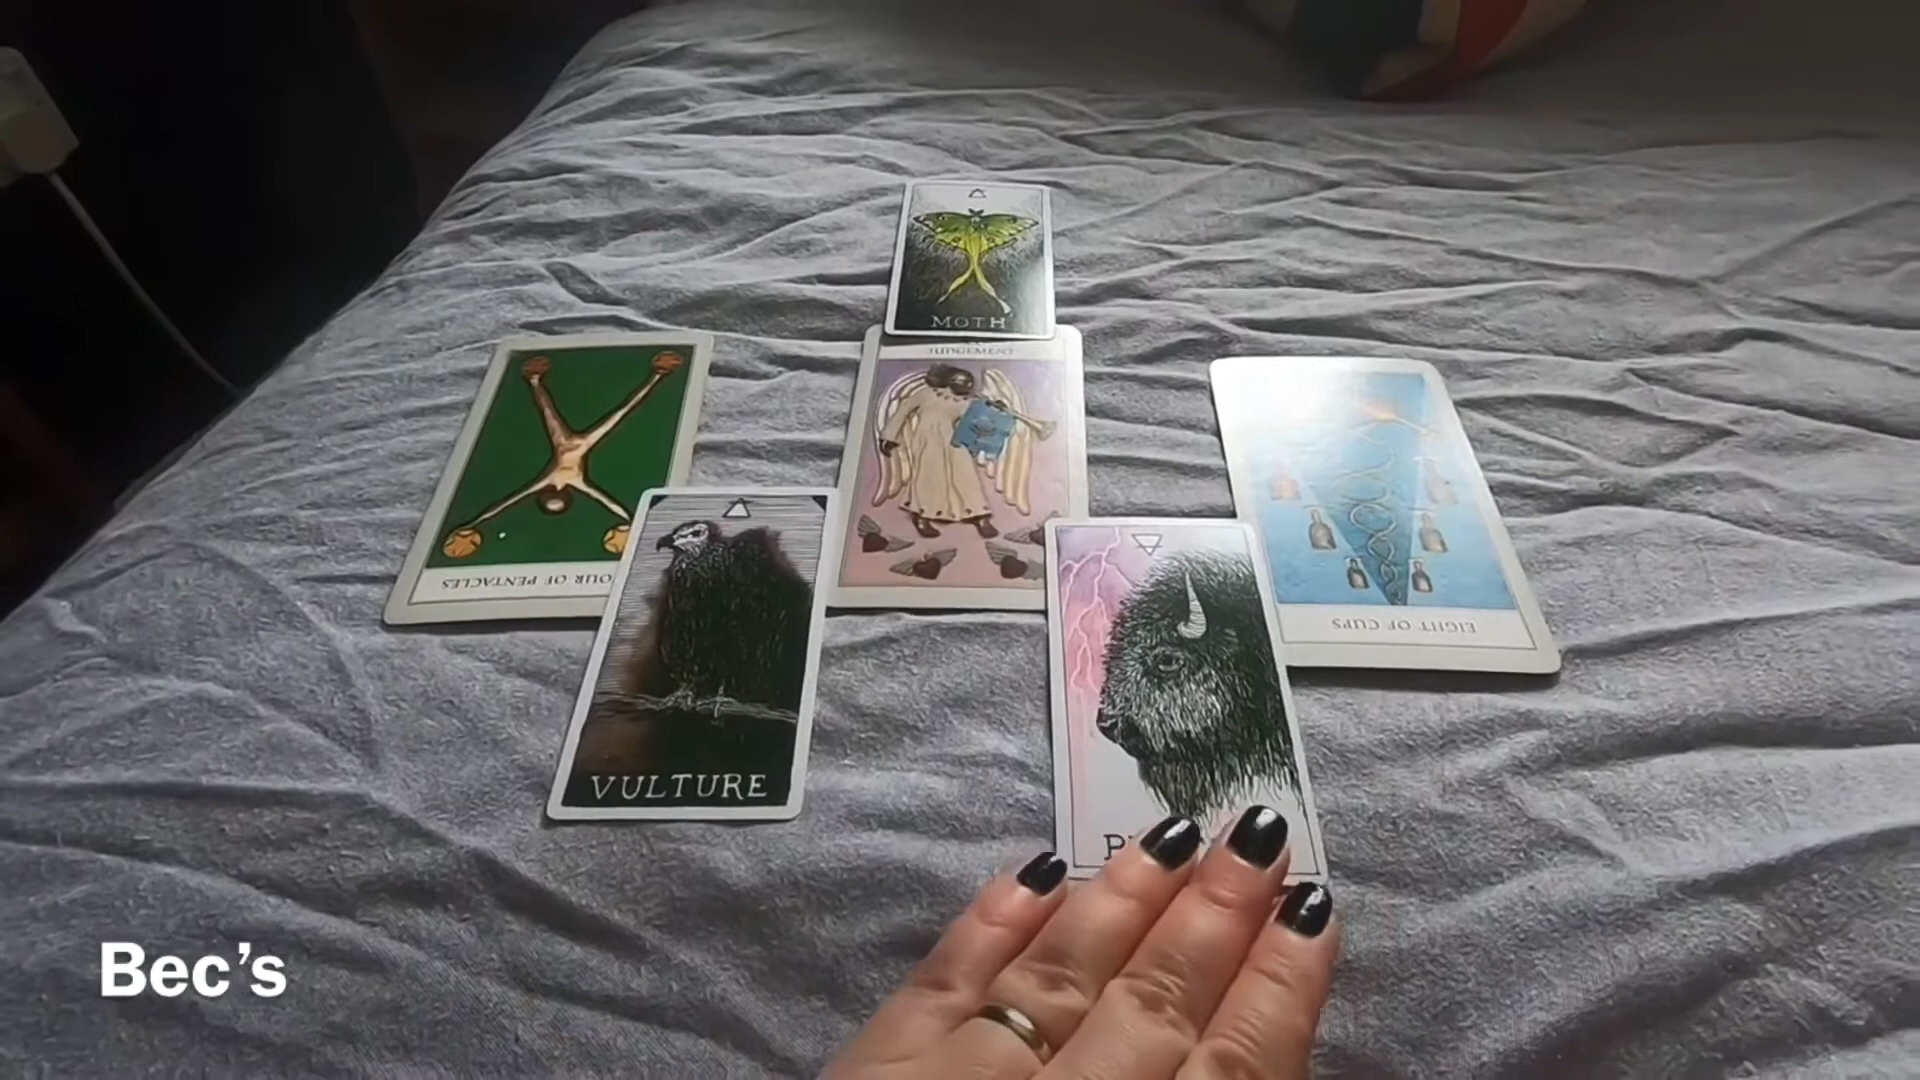 MOTH
JUDGEMENT
FOUR OF PENTACLES
EIGHT OF CUPS
VULTURE
Bec's